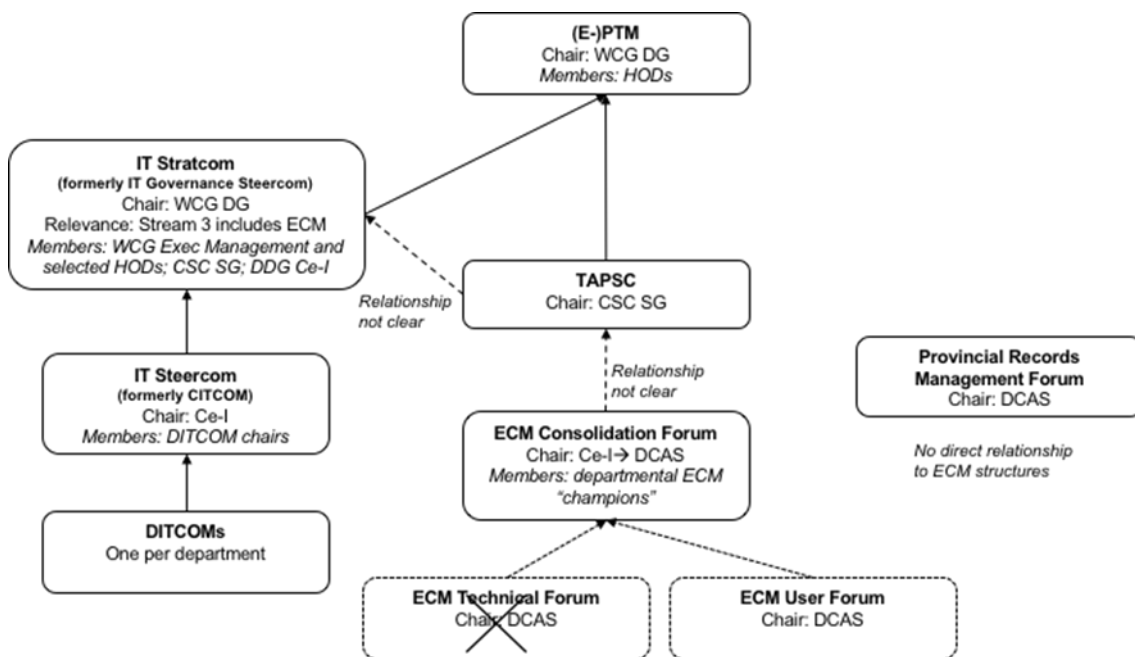 (E-)PTM
Chair: WCG DG
Members: HODs
IT Stratcom
(formerly IT Governance Steercom)
Chair: WCG DG
Relevance: Stream 3 includes ECM
Members: WCG Exec Management and
selected HODs; CSC SG; DDG Ce-I
Relationship
not clear
TAPSC
Chair: CSC SG
IT Steercom
(formerly CITCOM)
Chair: Ce-I
Members: DITCOM chairs
Relationship
not clear
Provincial Records
Management Forum
Chair: DCAS
No direct relationship
to ECM structures
ECM Consolidation Forum
Chair: Ce-I→ DCAS
Members: departmental ECM
“champions”
DITCOMs
One per department
ECM Technical Forum
Chair: DCAS
ECM User Forum
Chair: DCAS